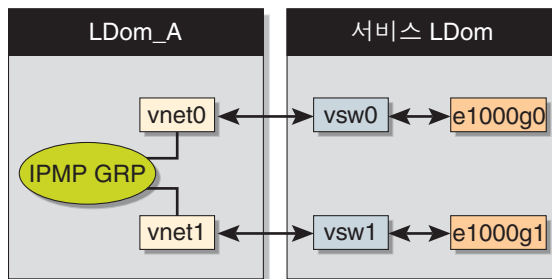 LDom_A
서비스 LDom
vnet0
vsw0
e1000g0
IPMP GRP
vnet1
vsw1
e1000g1